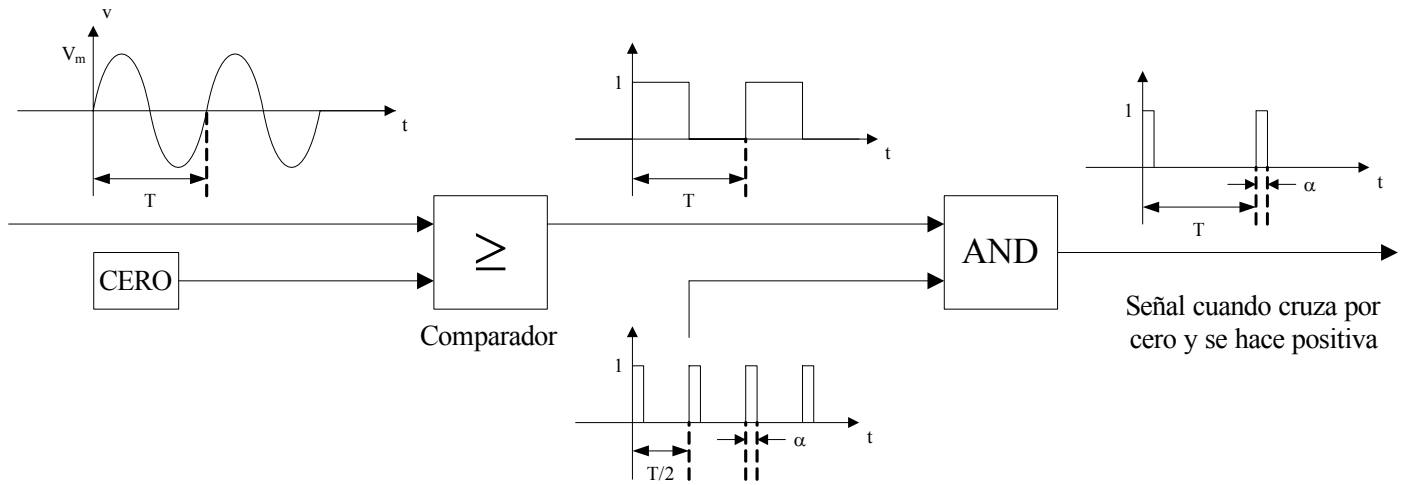 v
V_m
t
T
1
t
T
1
t
α
T
CERO
≥
Comparador
AND
Señal cuando cruza por
cero y se hace positiva
1
t
α
T/2